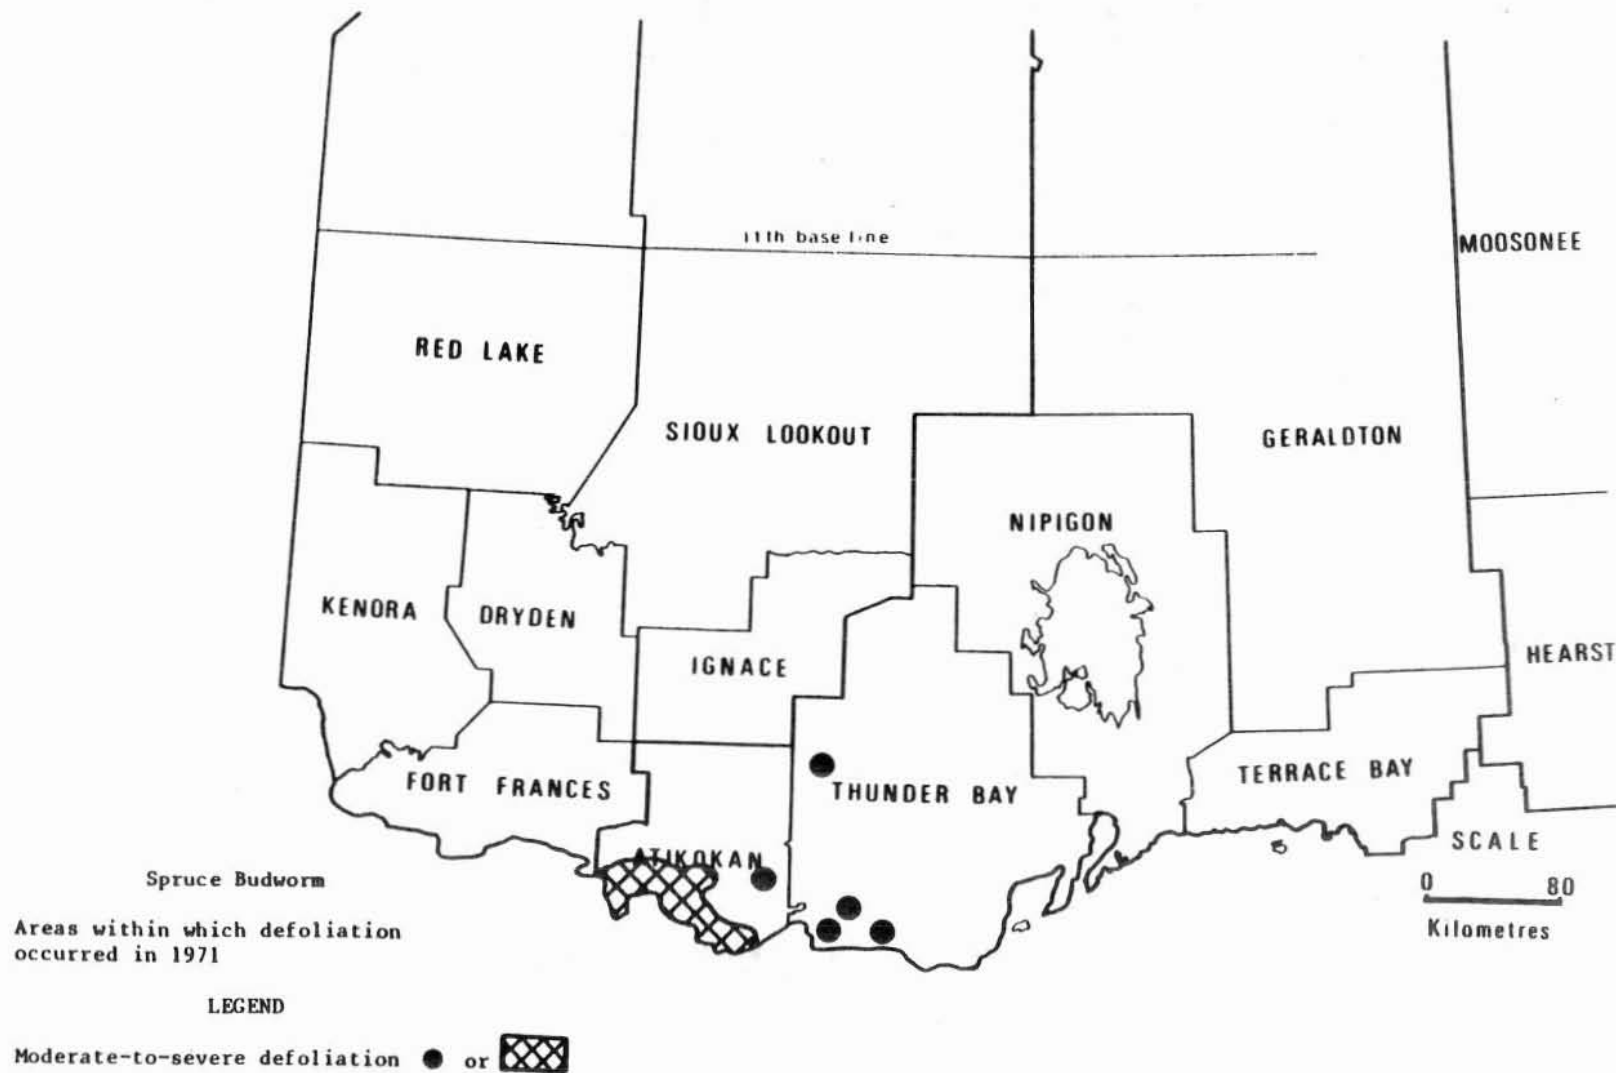 11th base line
MOOSONEE
RED LAKE
SIOUX LOOKOUT
GERALDTON
NIPIGON
KENORA
DRYDEN
IGNACE
HEARST
FORT FRANCES
THUNDER BAY
TERRACE BAY
ATIKOKAN
SCALE
0 80
Kilometres
Spruce Budworm
Areas within which defoliation
occurred in 1971
LEGEND
Moderate-to-severe defoliation ● or